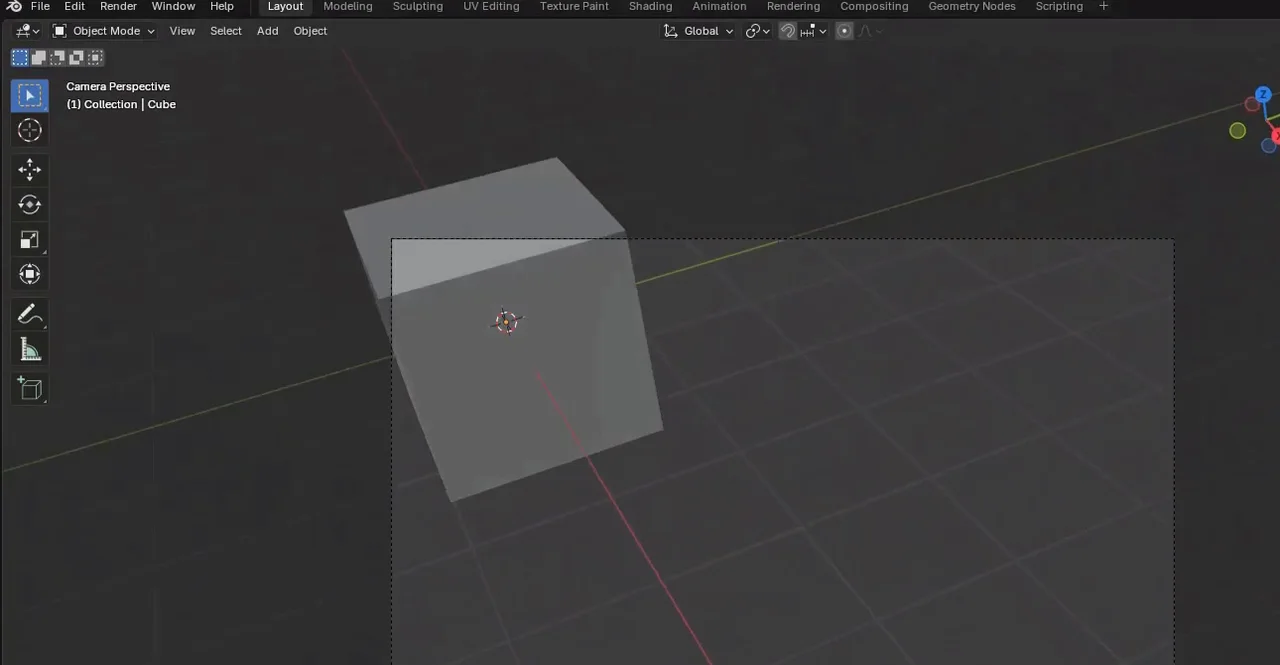 File Edit Render Window Help Layout Modeling Sculpting UV Editing Texture Paint Shading Animation Rendering Compositing Geometry Nodes Scripting +
Object Mode View Select Add Object Global
Camera Perspective
(1) Collection | Cube
Z
X